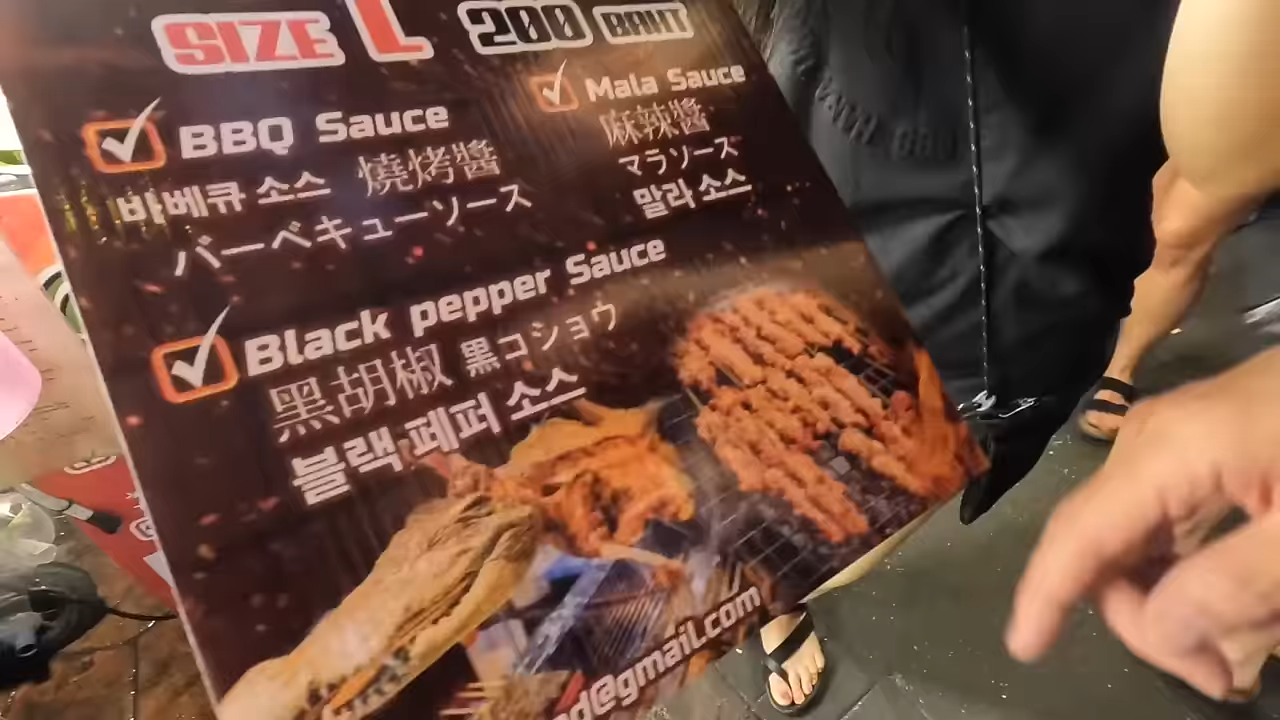 SIZE L 200 BAHT
BBQ Sauce
바베큐 소스 燒烤醬
バーベキューソース
Mala Sauce
麻辣醬
マラソース
말라 소스
Black pepper Sauce
黑胡椒 黒コショウ
블랙 페퍼 소스
d@gmail.com